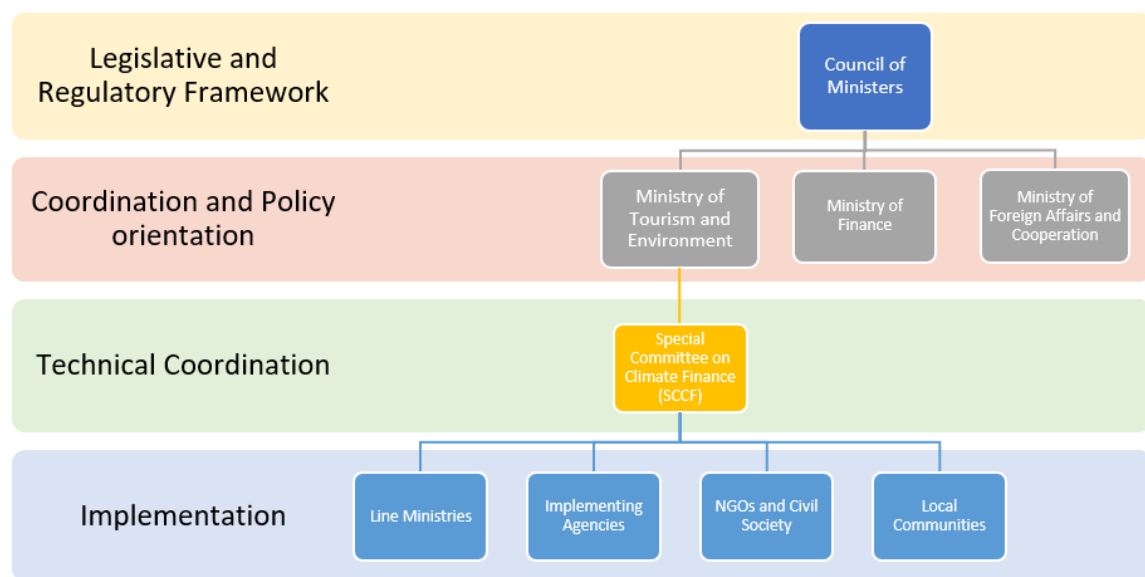 Legislative and
Regulatory Framework
Council of
Ministers
Coordination and Policy
orientation
Ministry of
Tourism and
Environment
Ministry of
Finance
Ministry of
Foreign Affairs and
Cooperation
Technical Coordination
Special
Committee on
Climate Finance
(SCCF)
Implementation
Line Ministries
Implementing
Agencies
NGOs and Civil
Society
Local
Communities